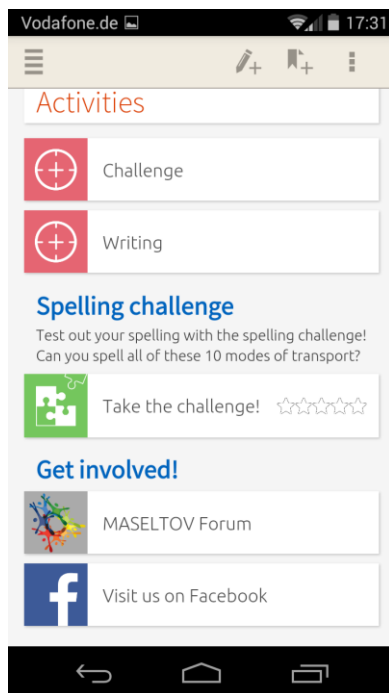 Vodafone.de 17:31
Activities
Challenge
Writing
Spelling challenge
Test out your spelling with the spelling challenge!
Can you spell all of these 10 modes of transport?
Take the challenge!
Get involved!
MASELTOV Forum
Visit us on Facebook